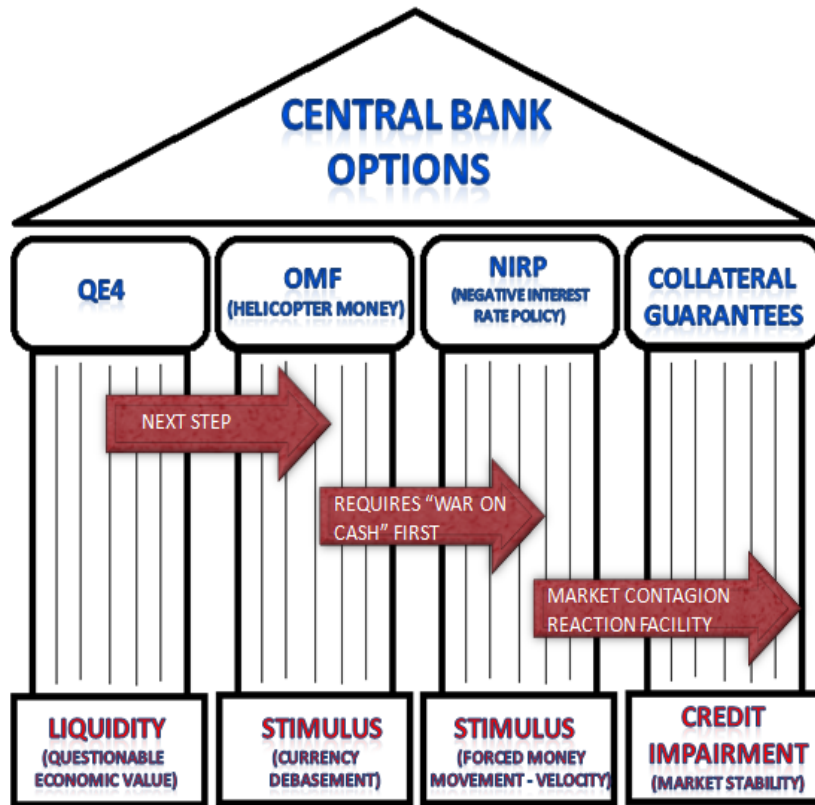 CENTRAL BANK
OPTIONS
QE4
OMF
(HELICOPTER MONEY)
NIRP
(NEGATIVE INTEREST
RATE POLICY)
COLLATERAL
GUARANTEES
NEXT STEP
REQUIRES “WAR ON
CASH” FIRST
MARKET CONTAGION
REACTION FACILITY
LIQUIDITY
(QUESTIONABLE
ECONOMIC VALUE)
STIMULUS
(CURRENCY
DEBASEMENT)
STIMULUS
(FORCED MONEY
MOVEMENT - VELOCITY)
CREDIT
IMPAIRMENT
(MARKET STABILITY)